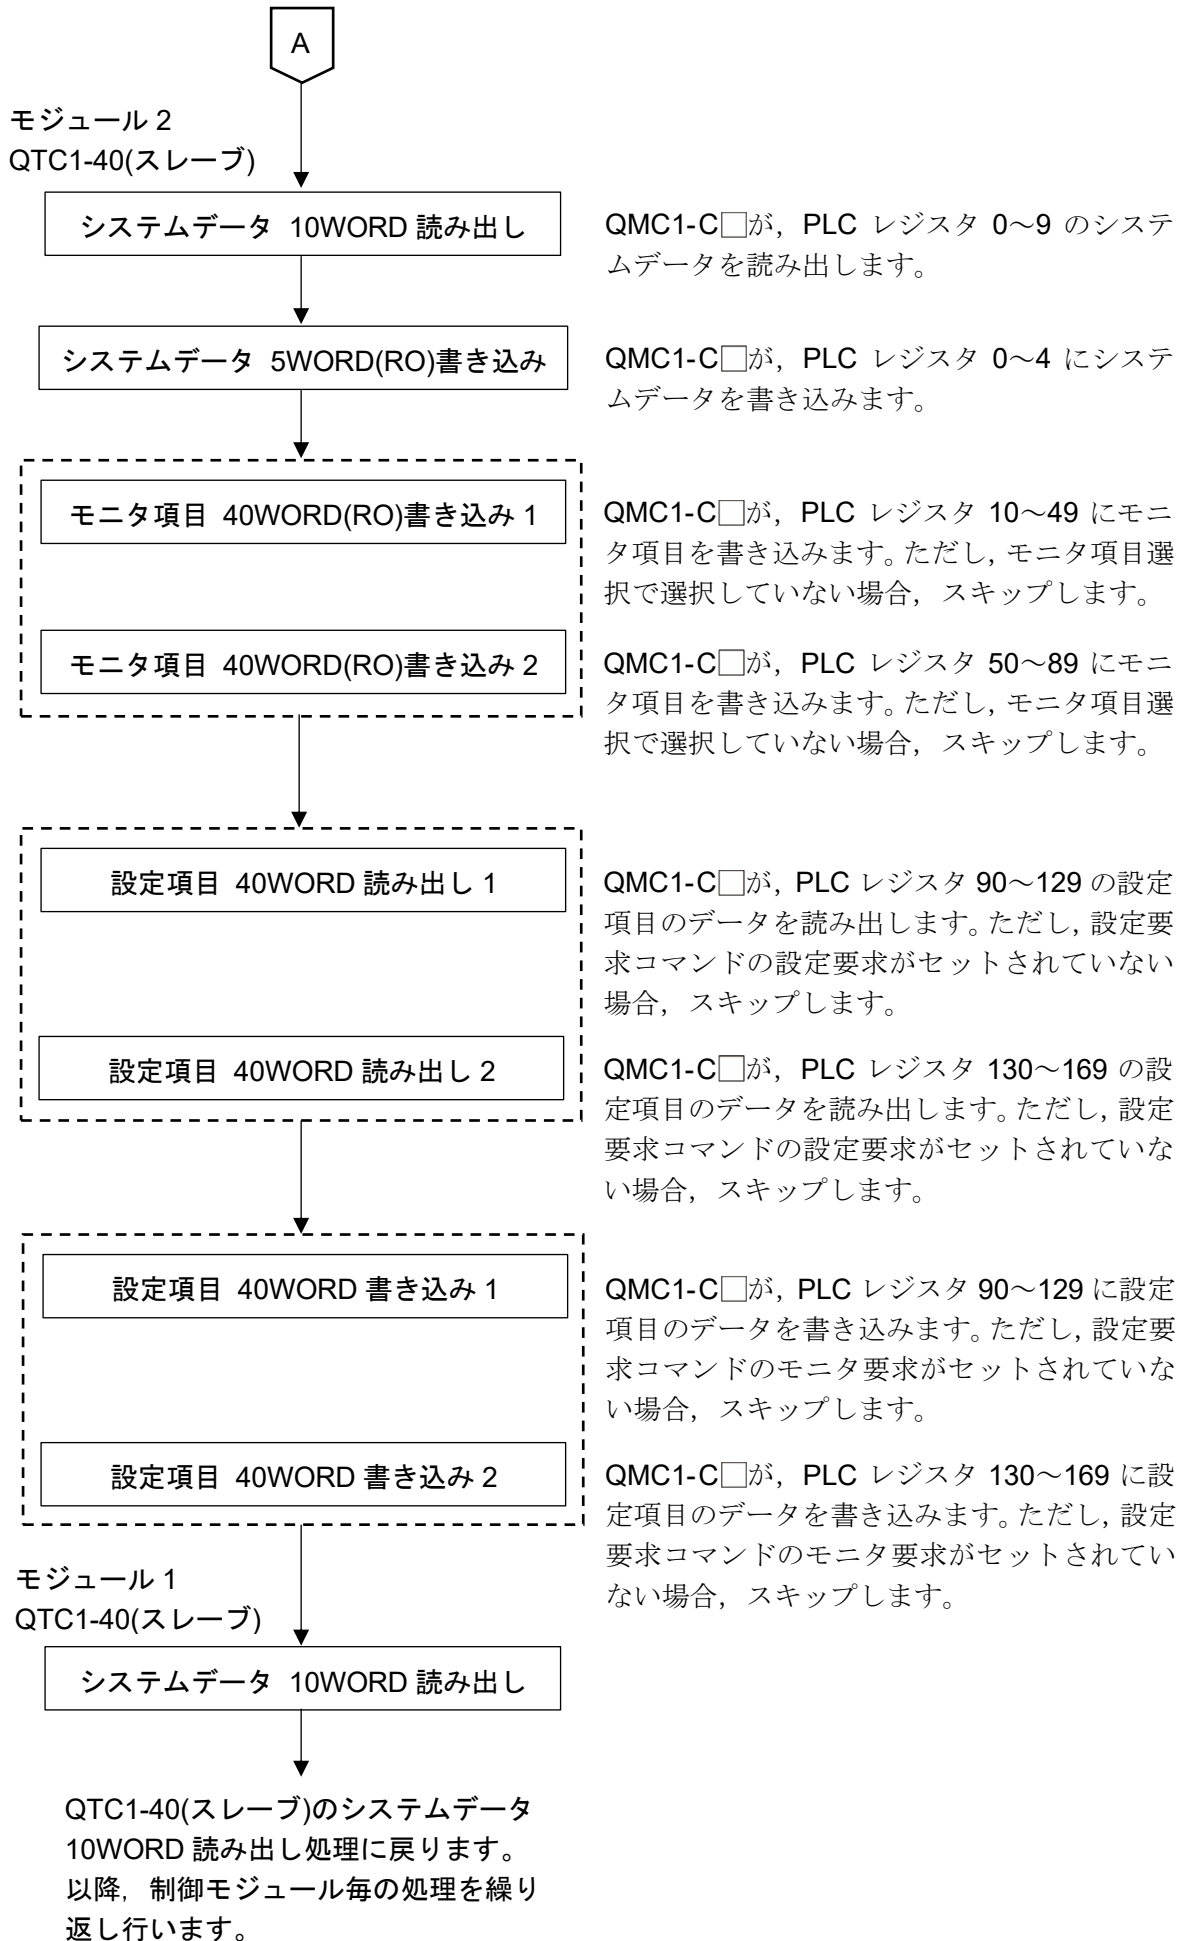 A
モジュール 2
QTC1-40(スレーブ)
システムデータ 10WORD 読み出し
QMC1-C□が，PLC レジスタ 0～9 のシステ
ムデータを読み出します。
システムデータ 5WORD(RO)書き込み
QMC1-C□が，PLC レジスタ 0～4 にシステ
ムデータを書き込みます。
モニタ項目 40WORD(RO)書き込み 1
QMC1-C□が，PLC レジスタ 10～49 にモニ
タ項目を書き込みます。ただし，モニタ項目選
択で選択していない場合，スキップします。
モニタ項目 40WORD(RO)書き込み 2
QMC1-C□が，PLC レジスタ 50～89 にモニ
タ項目を書き込みます。ただし，モニタ項目選
択で選択していない場合，スキップします。
設定項目 40WORD 読み出し 1
QMC1-C□が，PLC レジスタ 90～129 の設定
項目のデータを読み出します。ただし，設定要
求コマンドの設定要求がセットされていない
場合，スキップします。
設定項目 40WORD 読み出し 2
QMC1-C□が，PLC レジスタ 130～169 の設
定項目のデータを読み出します。ただし，設定
要求コマンドの設定要求がセットされていな
い場合，スキップします。
設定項目 40WORD 書き込み 1
QMC1-C□が，PLC レジスタ 90～129 に設定
項目のデータを書き込みます。ただし，設定要
求コマンドのモニタ要求がセットされていな
い場合，スキップします。
設定項目 40WORD 書き込み 2
QMC1-C□が，PLC レジスタ 130～169 に設
定項目のデータを書き込みます。ただし，設定
要求コマンドのモニタ要求がセットされてい
ない場合，スキップします。
モジュール 1
QTC1-40(スレーブ)
システムデータ 10WORD 読み出し
QTC1-40(スレーブ)のシステムデータ
10WORD 読み出し処理に戻ります。
以降，制御モジュール毎の処理を繰り
返し行います。